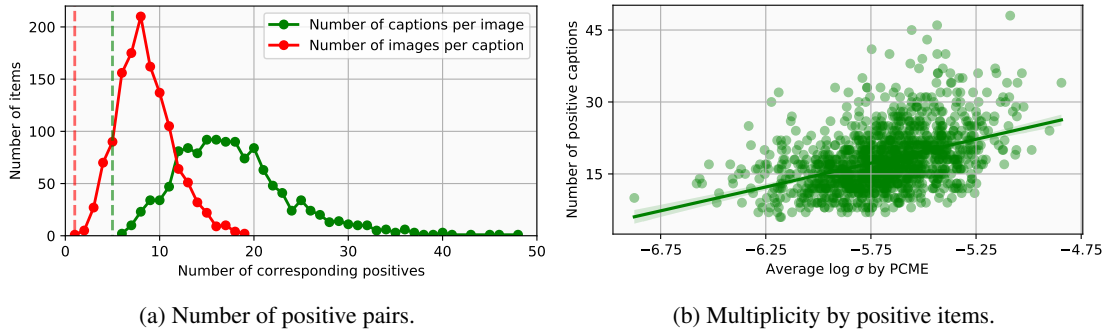 Number of items
200
150
100
50
0
0
10
20
30
40
50
Number of corresponding positives
Number of captions per image
Number of images per caption
(a) Number of positive pairs.
Number of positive captions
45
30
15
−6.75
−6.25
−5.75
−5.25
−4.75
Average log σ by PCME
(b) Multiplicity by positive items.